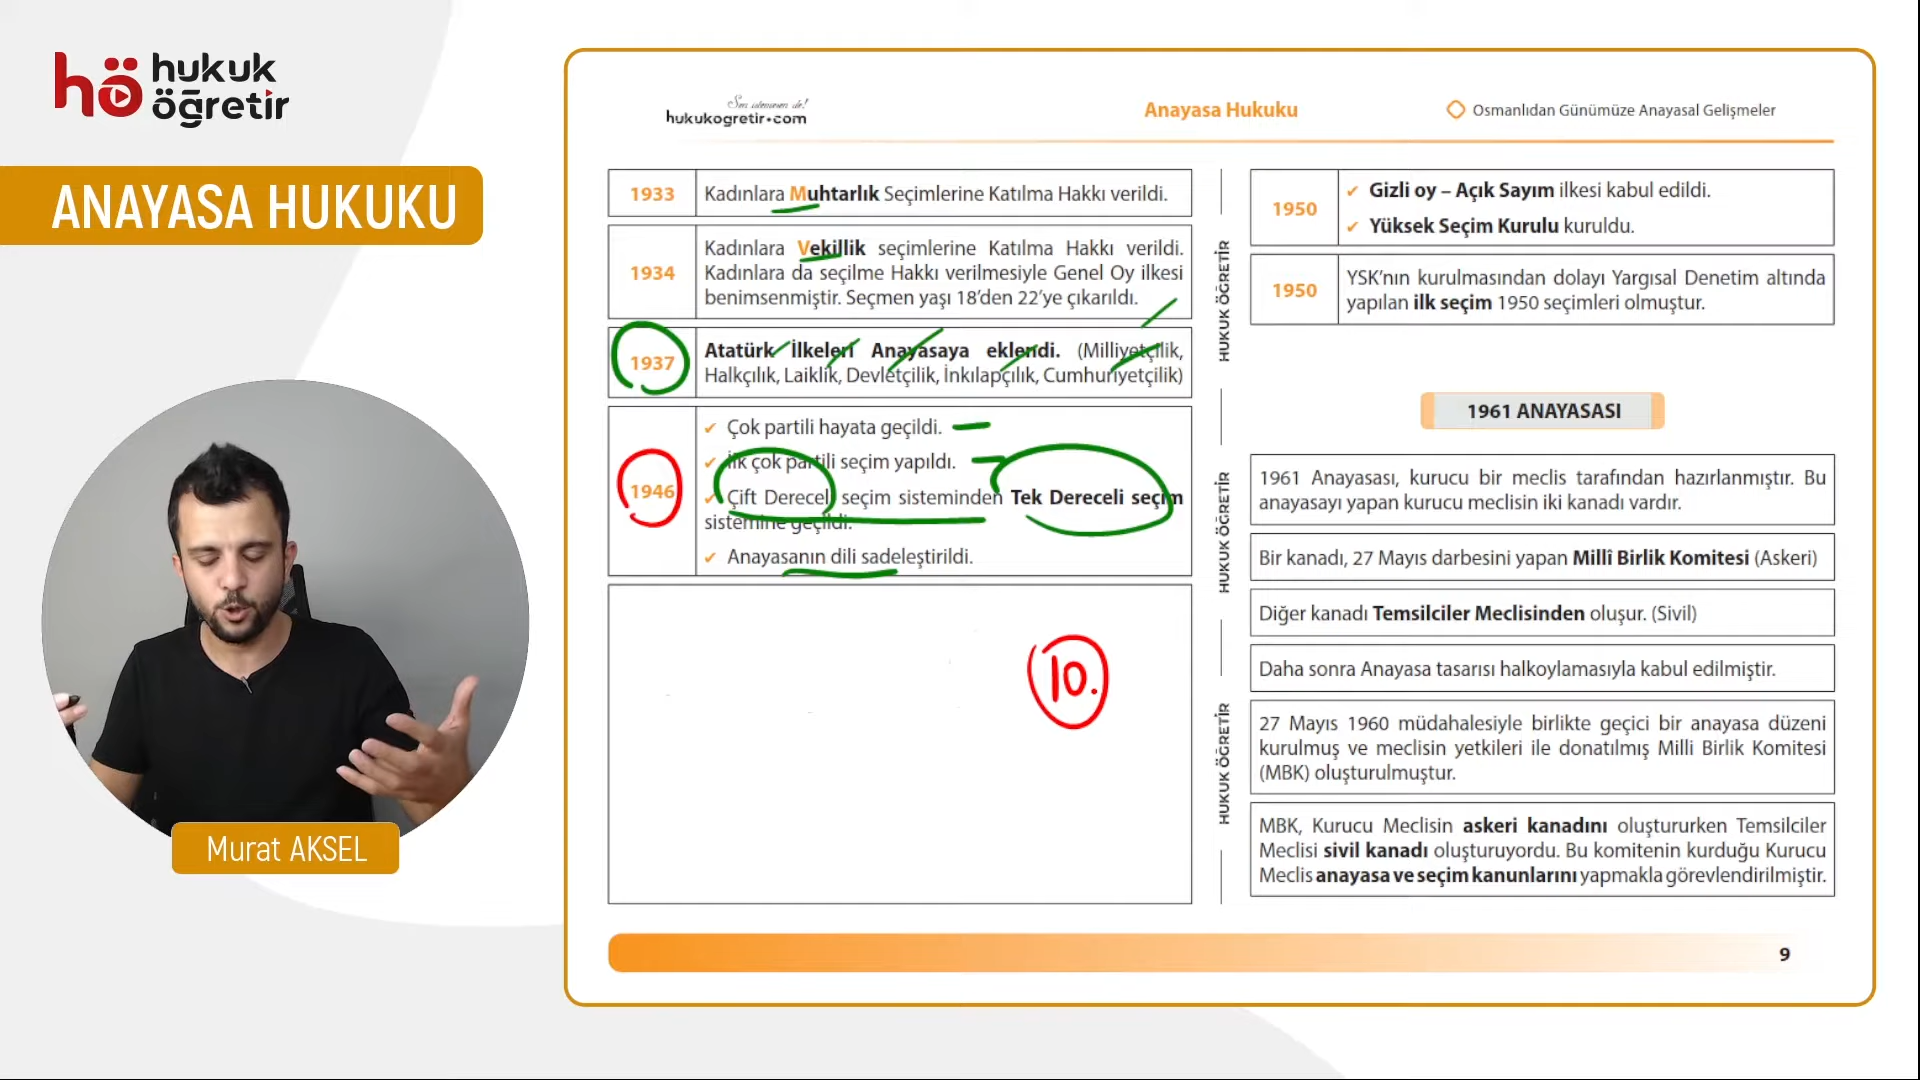 hö hukuk
öğretir
ANAYASA HUKUKU
Murat AKSEL
Sen istemesen de!
hukukogretir•com
Anayasa Hukuku
Osmanlıdan Günümüze Anayasal Gelişmeler
1933
Kadınlara Muhtarlık Seçimlerine Katılma Hakkı verildi.
1934
Kadınlara Vekillik seçimlerine Katılma Hakkı verildi.
Kadınlara da seçilme Hakkı verilmesiyle Genel Oy ilkesi
benimsenmiştir. Seçmen yaşı 18'den 22'ye çıkarıldı.
1937
Atatürk İlkeleri Anayasaya eklendi. (Milliyetçilik,
Halkçılık, Laiklik, Devletçilik, İnkılapçılık, Cumhuriyetçilik)
1946
✓ Çok partili hayata geçildi.
✓ İlk çok partili seçim yapıldı.
✓ Çift Dereceli seçim sisteminden Tek Dereceli seçim
sistemine geçildi.
✓ Anayasanın dili sadeleştirildi.
10.
HUKUK ÖĞRETİR
HUKUK ÖĞRETİR
HUKUK ÖĞRETİR
1950
✓ Gizli oy – Açık Sayım ilkesi kabul edildi.
✓ Yüksek Seçim Kurulu kuruldu.
1950
YSK'nın kurulmasından dolayı Yargısal Denetim altında
yapılan ilk seçim 1950 seçimleri olmuştur.
1961 ANAYASASI
1961 Anayasası, kurucu bir meclis tarafından hazırlanmıştır. Bu
anayasayı yapan kurucu meclisin iki kanadı vardır.
Bir kanadı, 27 Mayıs darbesini yapan Millî Birlik Komitesi (Askeri)
Diğer kanadı Temsilciler Meclisinden oluşur. (Sivil)
Daha sonra Anayasa tasarısı halkoylamasıyla kabul edilmiştir.
27 Mayıs 1960 müdahalesiyle birlikte geçici bir anayasa düzeni
kurulmuş ve meclisin yetkileri ile donatılmış Milli Birlik Komitesi
(MBK) oluşturulmuştur.
MBK, Kurucu Meclisin askeri kanadını oluştururken Temsilciler
Meclisi sivil kanadı oluşturuyordu. Bu komitenin kurduğu Kurucu
Meclis anayasa ve seçim kanunlarını yapmakla görevlendirilmiştir.
9